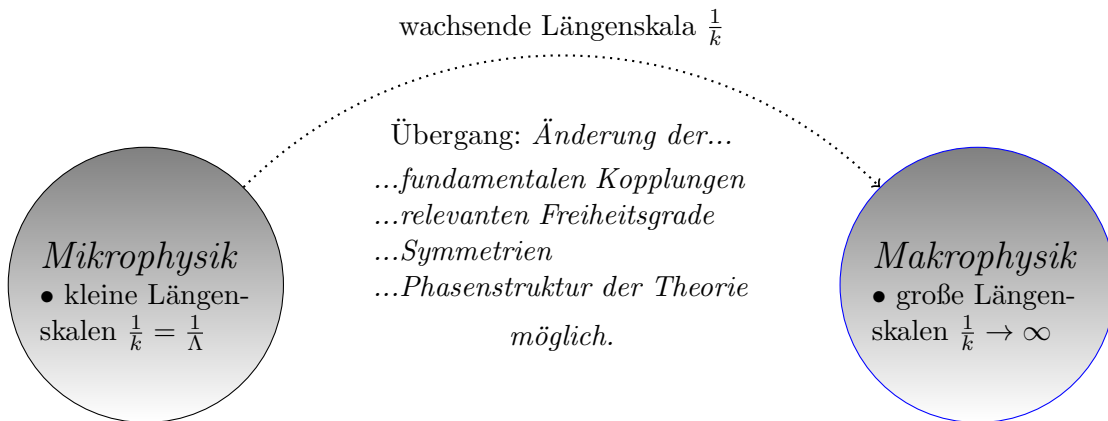 wachsende Längenskala 1/k
Übergang: Änderung der...
...fundamentalen Kopplungen
...relevanten Freiheitsgrade
...Symmetrien
...Phasenstruktur der Theorie
möglich.
Mikrophysik
• kleine Längen-
skalen 1/k = 1/Λ
Makrophysik
• große Längen-
skalen 1/k → ∞